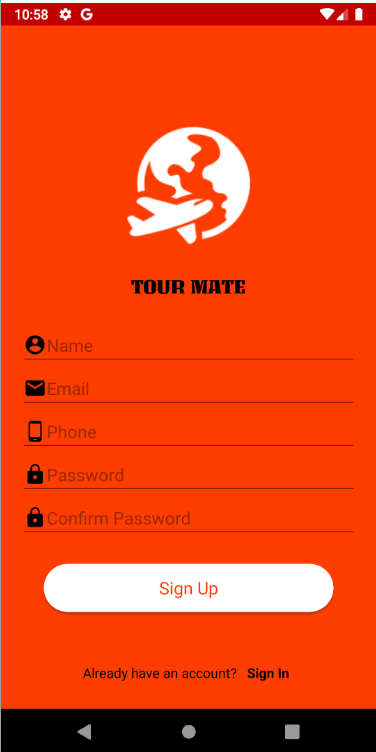 10:58
TOUR MATE
Name
Email
Phone
Password
Confirm Password
Sign Up
Already have an account? Sign In